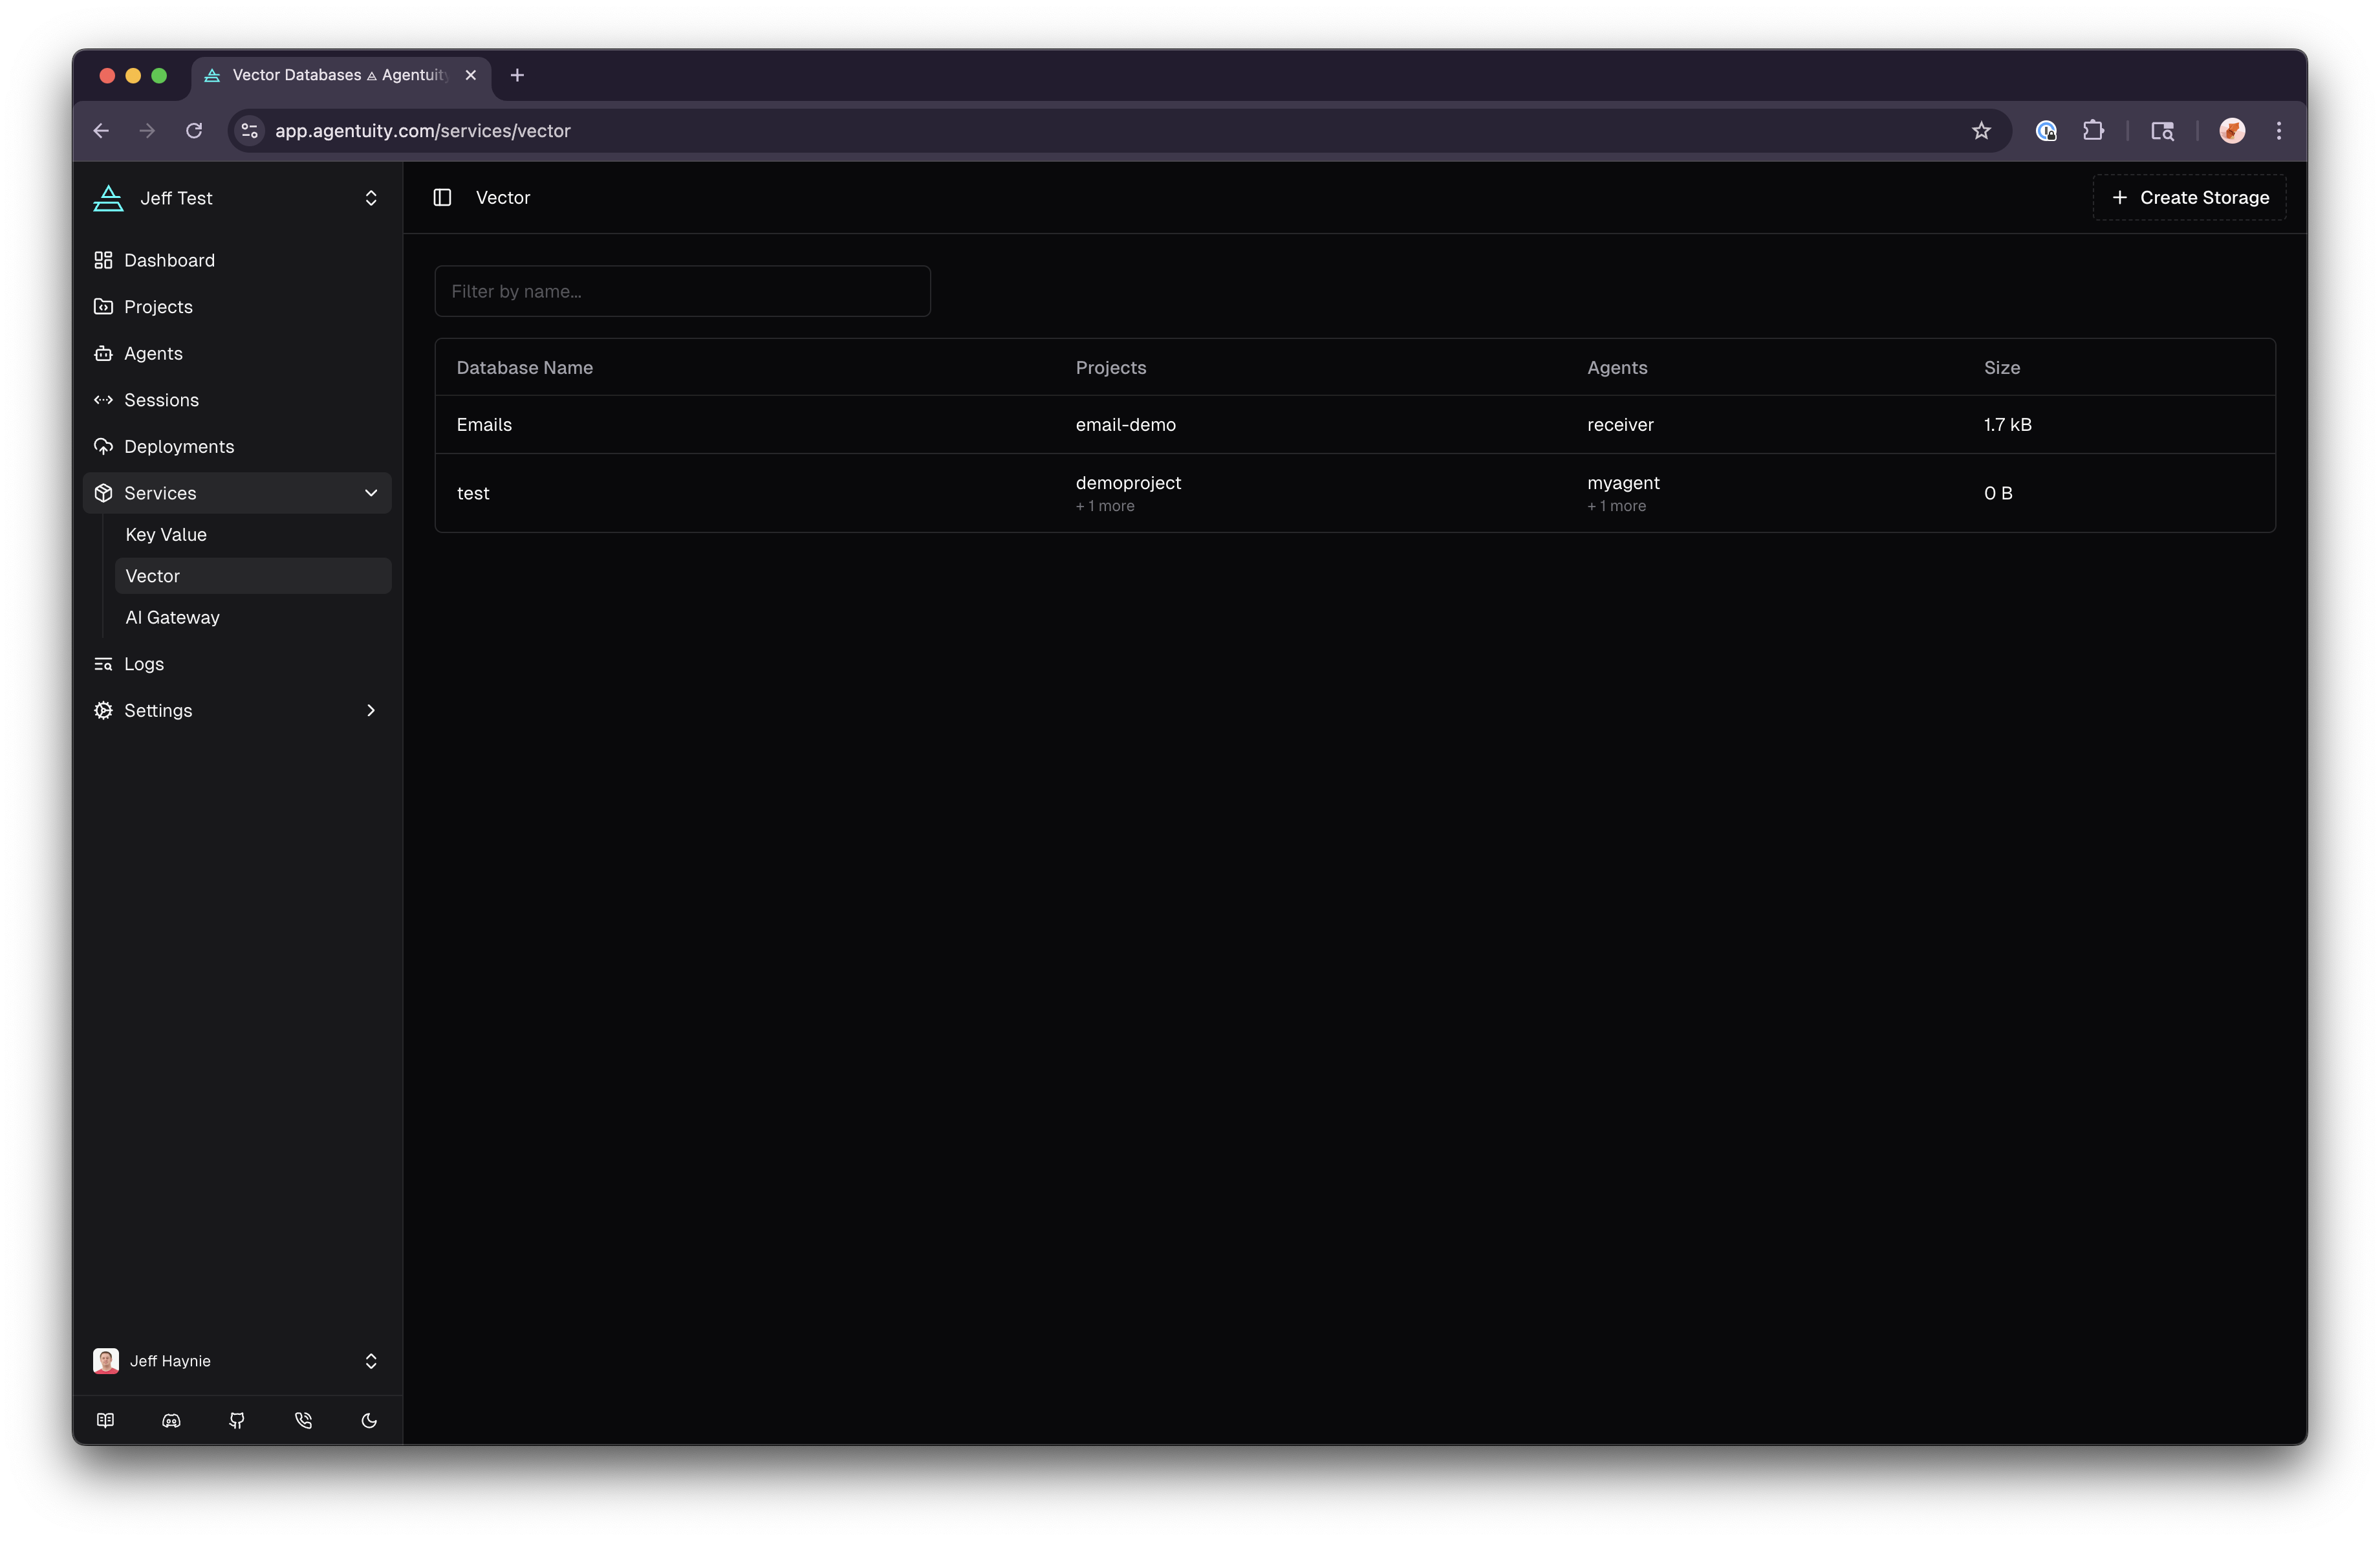 Vector Databases ⟁ Agentuity
app.agentuity.com/services/vector
Jeff Test
Vector
Create Storage
Dashboard
Projects
Agents
Sessions
Deployments
Services
Key Value
Vector
AI Gateway
Logs
Settings
Filter by name...
Database Name Projects Agents Size
Emails email-demo receiver 1.7 kB
test demoproject myagent 0 B
+ 1 more + 1 more
Jeff Haynie